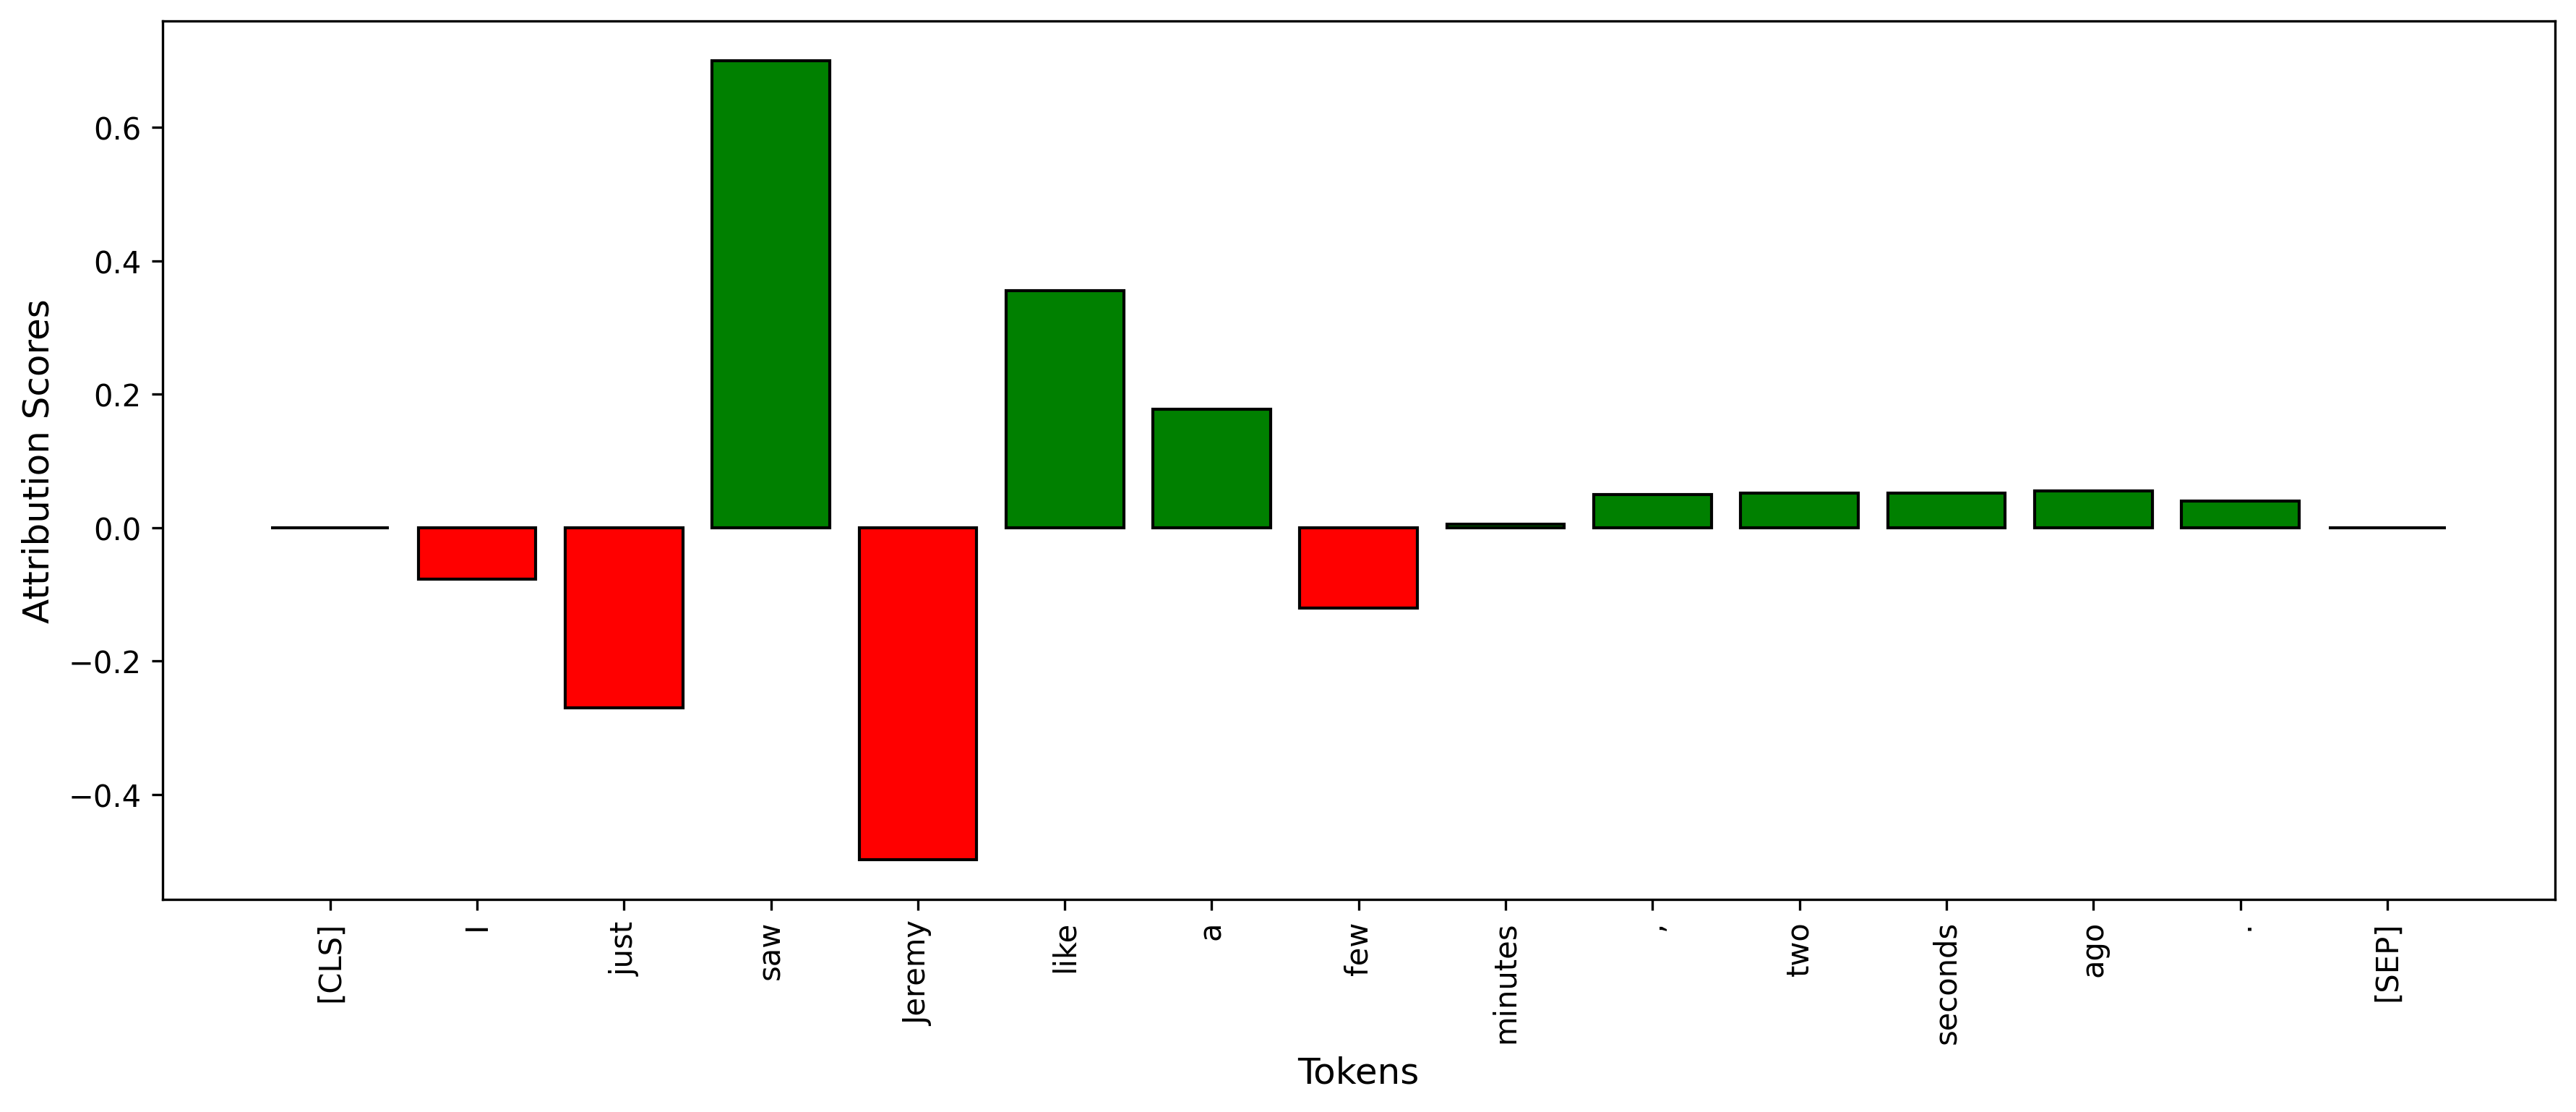 Attribution Scores
0.6
0.4
0.2
0.0
−0.2
−0.4
[CLS]
I
just
saw
Jeremy
like
a
few
minutes
,
two
seconds
ago
.
[SEP]
Tokens